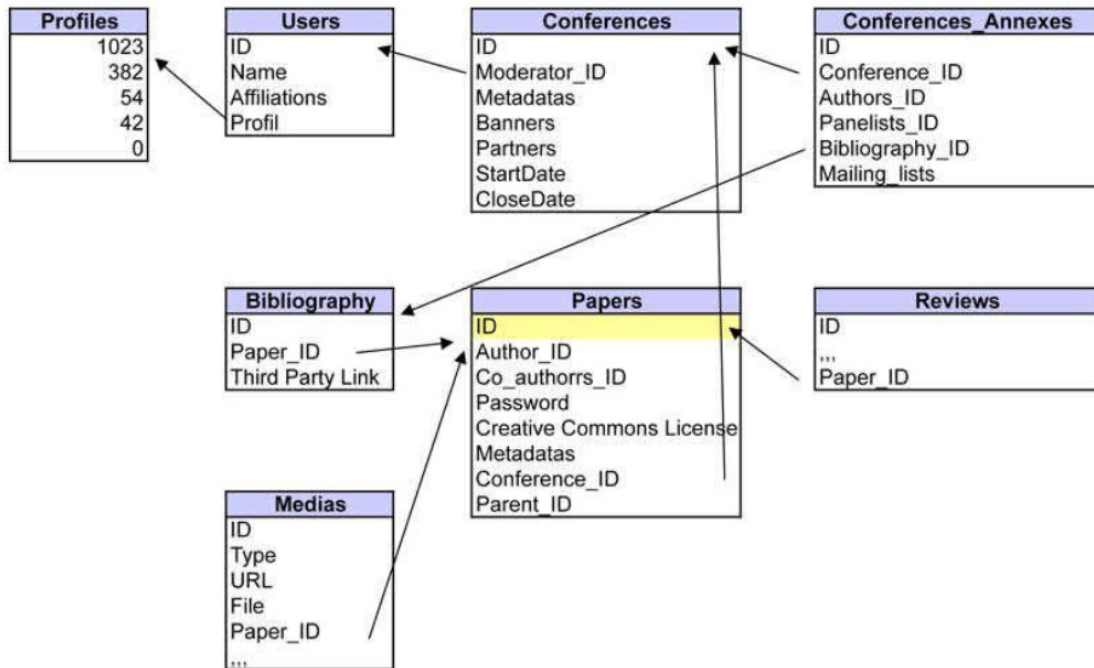 Profiles
1023
382
54
42
0
Users
ID
Name
Affiliations
Profil
Conferences
ID
Moderator_ID
Metadatas
Banners
Partners
StartDate
CloseDate
Conferences_Annexes
ID
Conference_ID
Authors_ID
Panelists_ID
Bibliography_ID
Mailing_lists
Bibliography
ID
Paper_ID
Third Party Link
Papers
ID
Author_ID
Co_authorrs_ID
Password
Creative Commons License
Metadatas
Conference_ID
Parent_ID
Reviews
ID
,,,
Paper_ID
Medias
ID
Type
URL
File
Paper_ID
,,,